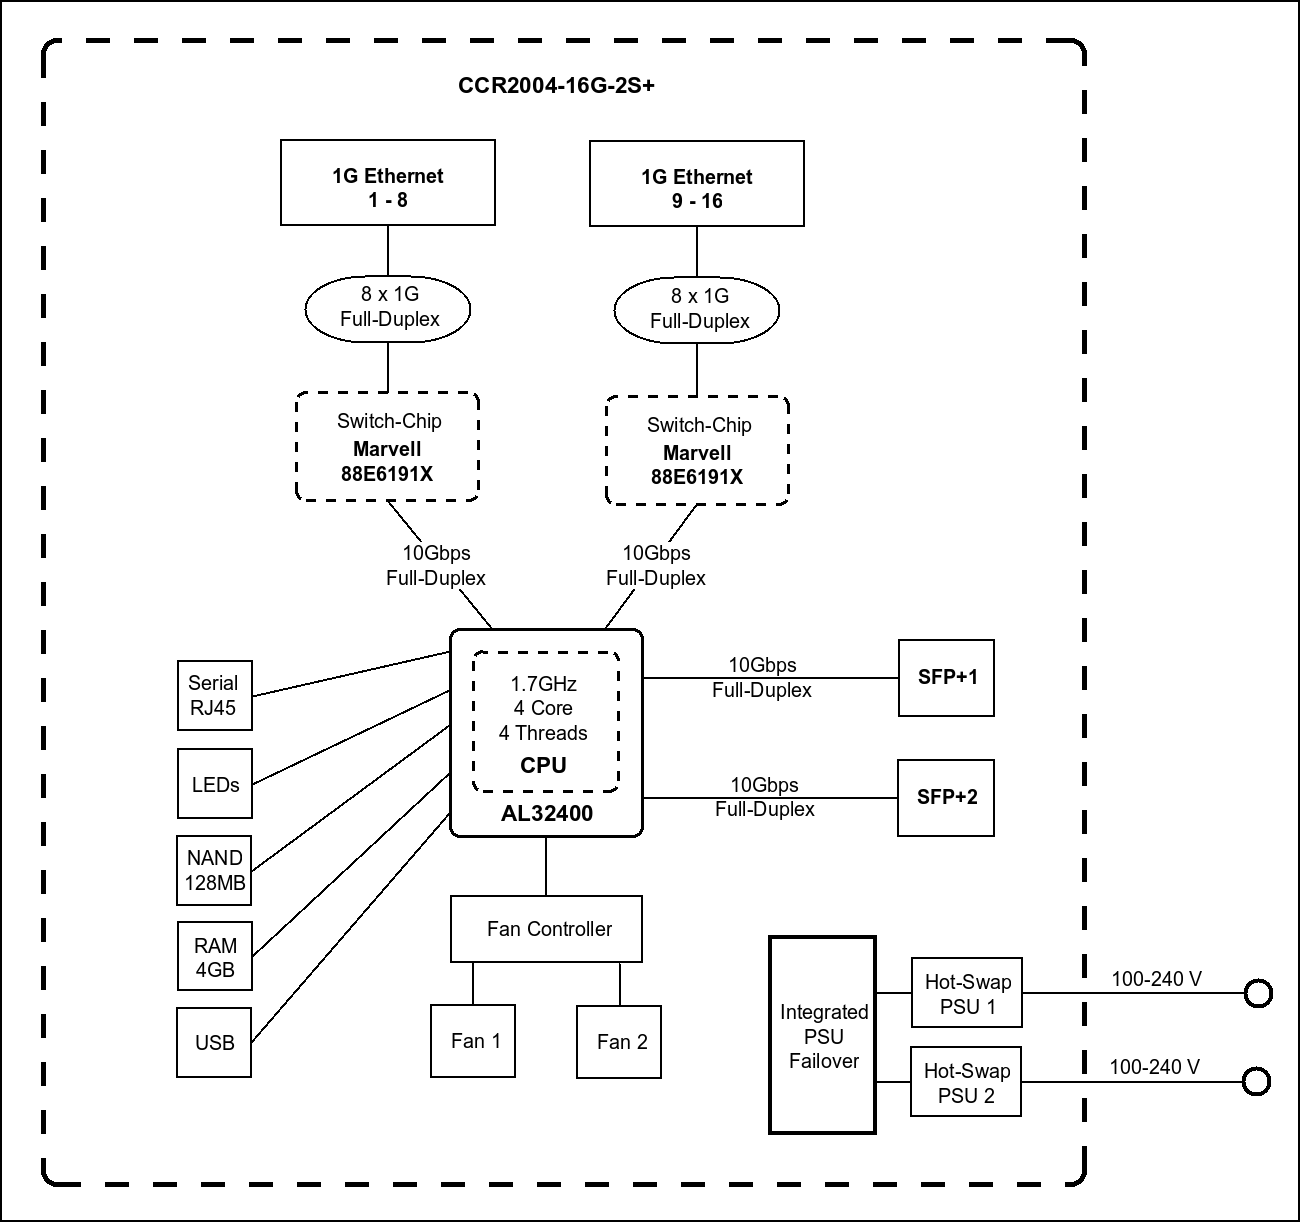 CCR2004-16G-2S+
1G Ethernet
1 - 8
1G Ethernet
9 - 16
8 x 1G
Full-Duplex
8 x 1G
Full-Duplex
Switch-Chip
Marvell
88E6191X
Switch-Chip
Marvell
88E6191X
10Gbps
Full-Duplex
10Gbps
Full-Duplex
1.7GHz
4 Core
4 Threads
CPU
AL32400
10Gbps
Full-Duplex
SFP+1
10Gbps
Full-Duplex
SFP+2
Serial
RJ45
LEDs
NAND
128MB
RAM
4GB
USB
Fan Controller
Fan 1
Fan 2
Integrated
PSU
Failover
Hot-Swap
PSU 1
100-240 V
Hot-Swap
PSU 2
100-240 V